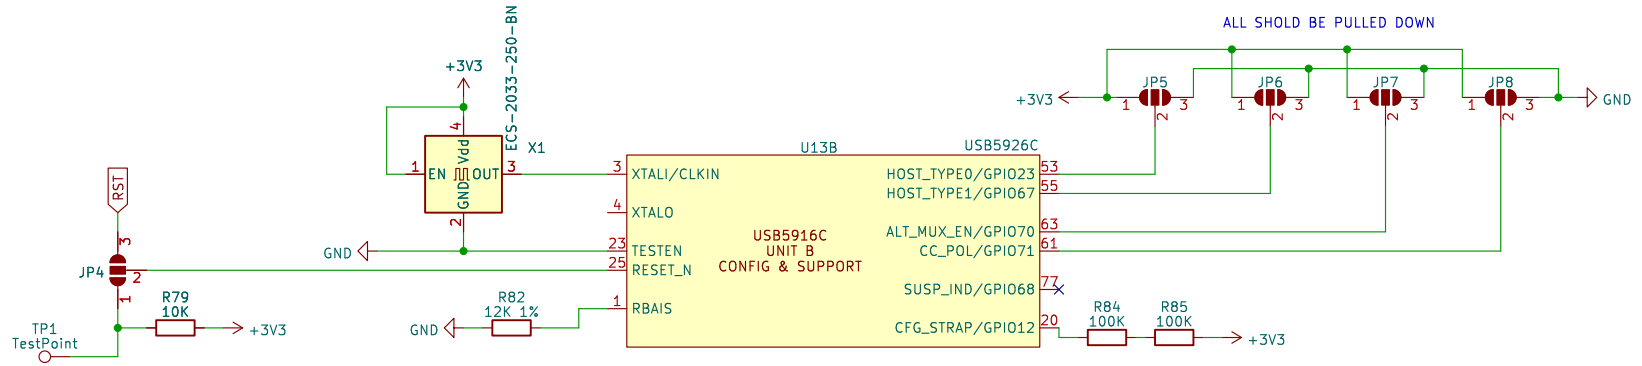 ALL SHOLD BE PULLED DOWN
+3V3
ECS-2033-250-BN
X1
4
Vdd
1
EN
OUT
3
GND
2
GND
RST
3
JP4
2
1
R79
10K
+3V3
TP1
TestPoint
R82
12K 1%
GND
U13B
USB5926C
USB5916C
UNIT B
CONFIG & SUPPORT
3
XTALI/CLKIN
4
XTALO
23
TESTEN
25
RESET_N
1
RBAIS
HOST_TYPE0/GPIO23
53
HOST_TYPE1/GPIO67
55
ALT_MUX_EN/GPIO70
63
CC_POL/GPIO71
61
SUSP_IND/GPIO68
77
CFG_STRAP/GPIO12
20
R84
100K
R85
100K
+3V3
+3V3
JP5
1
2
3
JP6
1
2
3
JP7
1
2
3
JP8
1
2
3
GND